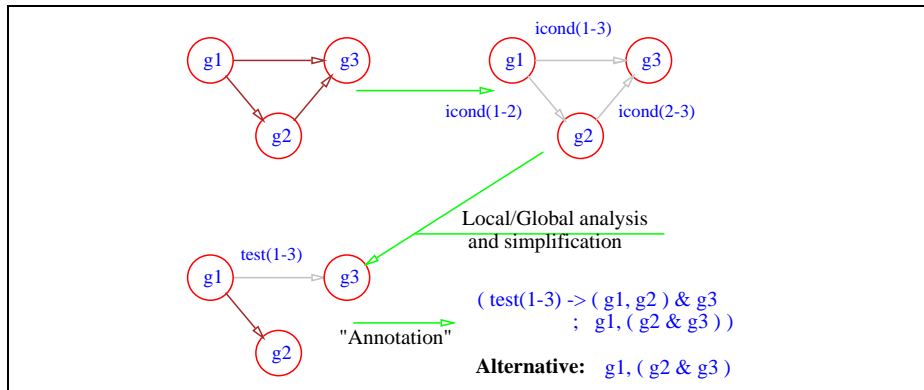 icond(1-3)
g1 g3 g1 g3
icond(1-2) icond(2-3)
g2 g2
Local/Global analysis
and simplification
test(1-3)
g1 g3
( test(1-3) -> ( g1, g2 ) & g3
; g1, ( g2 & g3 ) )
"Annotation"
g2
Alternative: g1, ( g2 & g3 )